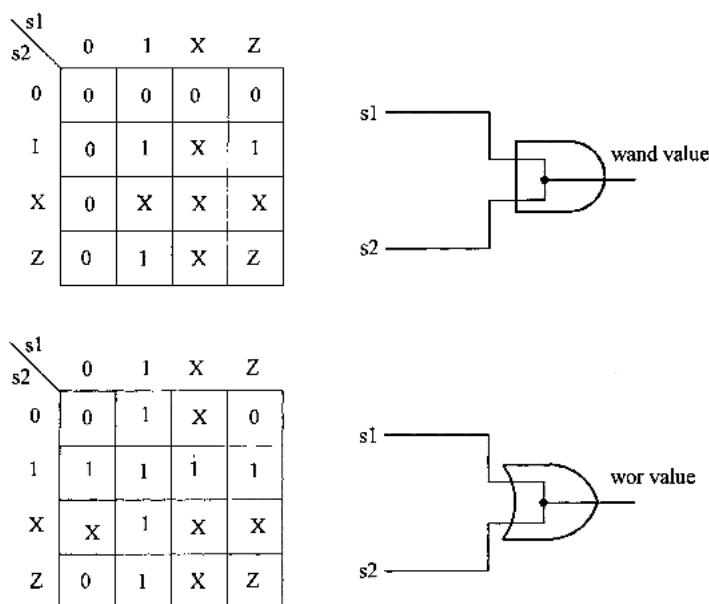 s1
s2 0 1 X Z
0 0 0 0 0
1 0 1 X 1
X 0 X X X
Z 0 1 X Z
s1
wand value
s2
s1
s2 0 1 X Z
0 0 1 X 0
1 1 1 1 1
X X 1 X X
Z 0 1 X Z
s1
wor value
s2